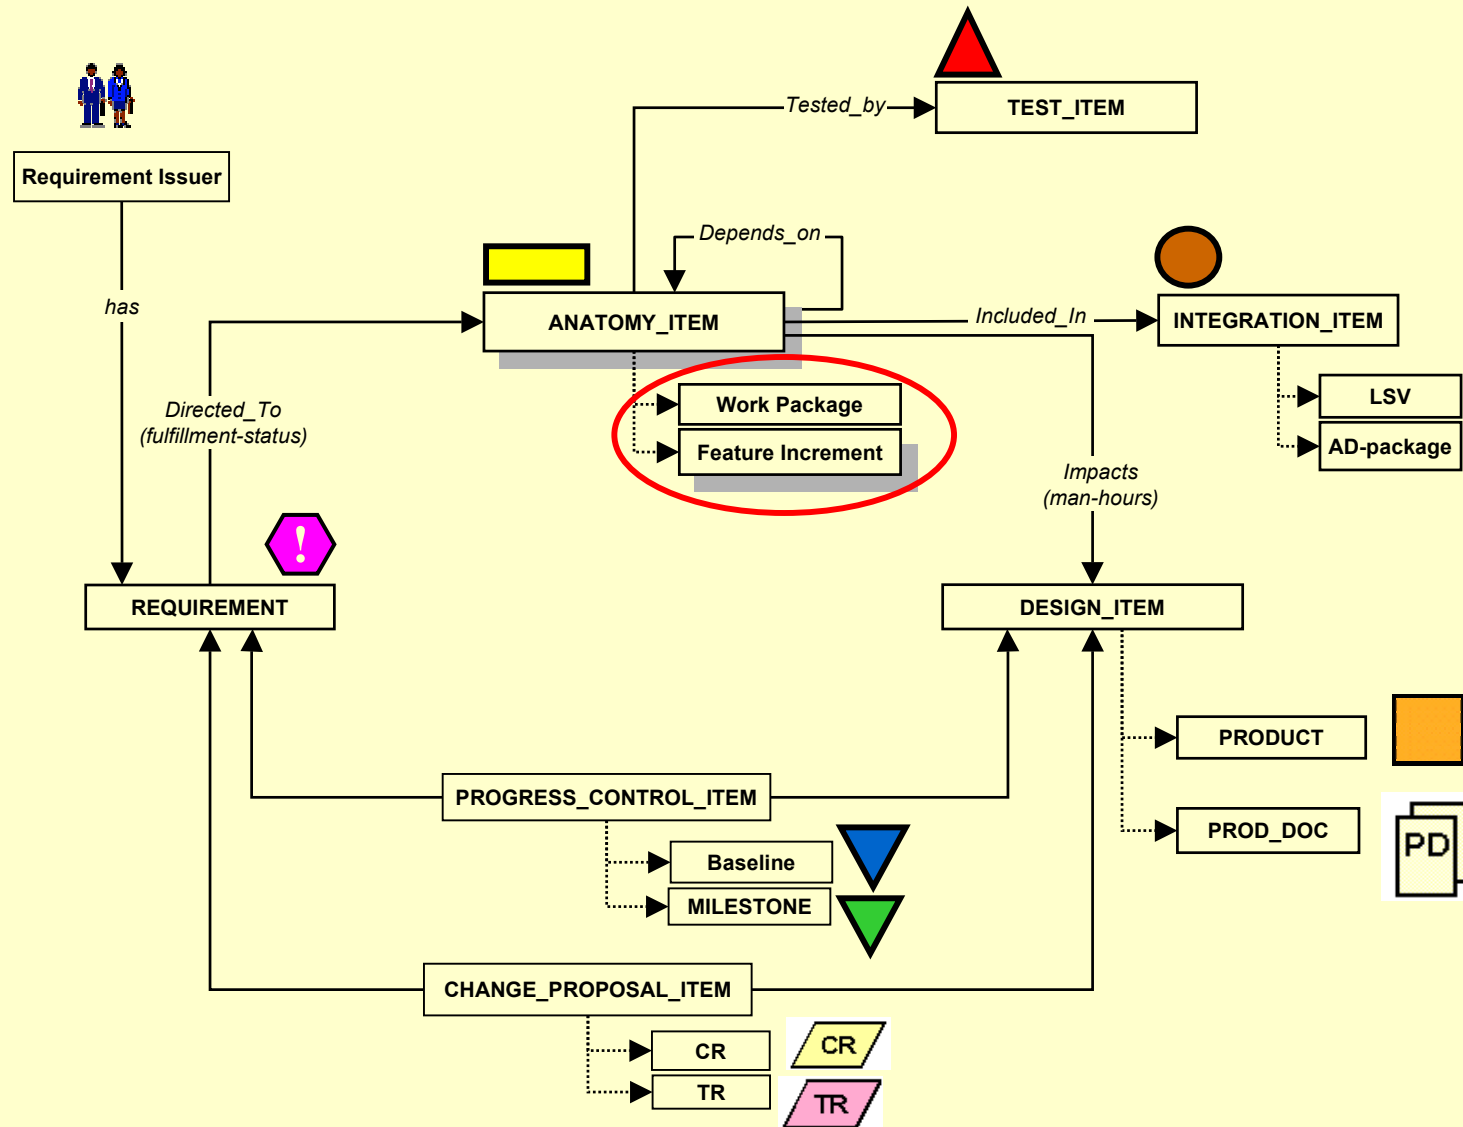 Tested_by
TEST_ITEM
Requirement Issuer
Depends_on
has
ANATOMY_ITEM
Included_In
INTEGRATION_ITEM
Work Package
LSV
Directed_To
(fulfillment-status)
Feature Increment
AD-package
Impacts
(man-hours)
!
REQUIREMENT
DESIGN_ITEM
PRODUCT
PROGRESS_CONTROL_ITEM
PROD_DOC
PD
Baseline
MILESTONE
CHANGE_PROPOSAL_ITEM
CR
CR
TR
TR